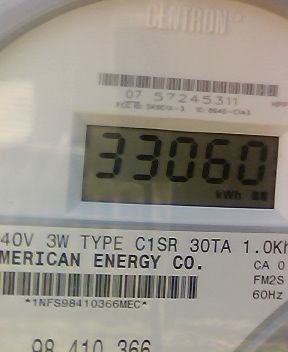 CENTRON®
07 57245311
33060
kWh
40V 3W TYPE C1SR 30TA 1.0Kh
MERICAN ENERGY CO.
CA 0
FM2S
60Hz
*1NFS98410366MEC*
98 410 366